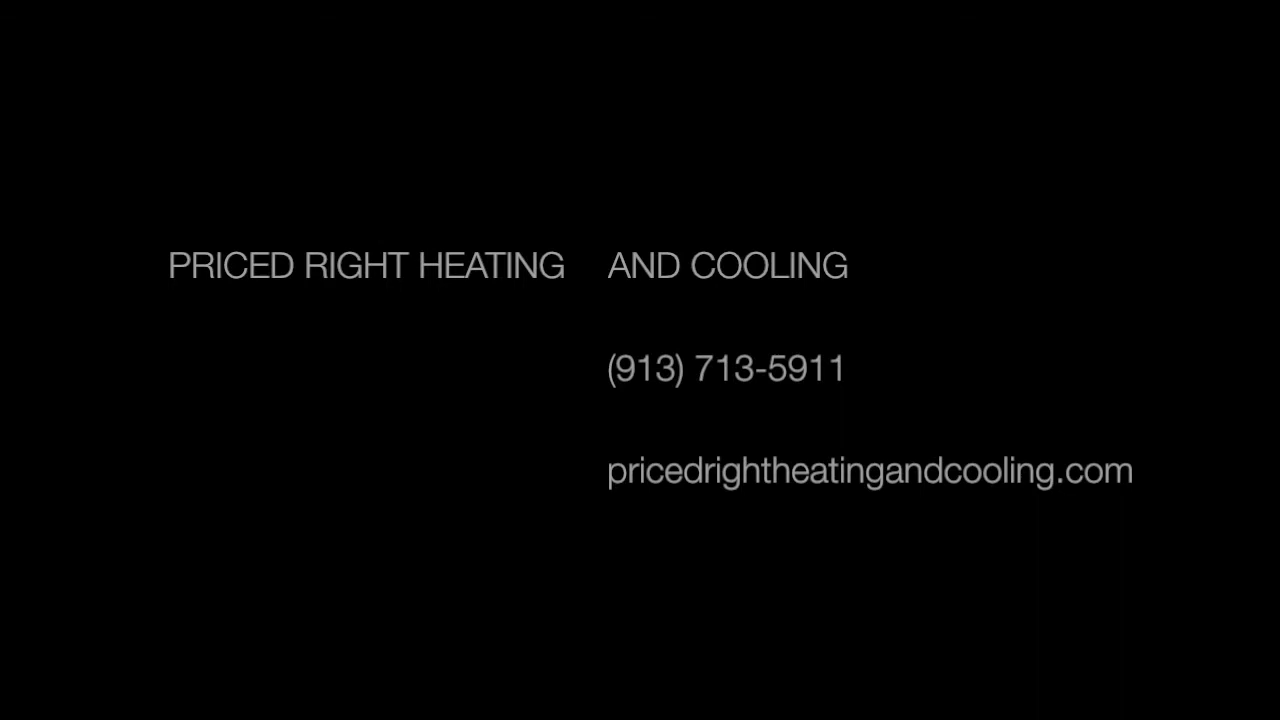 PRICED RIGHT HEATING AND COOLING
(913) 713-5911
pricedrightheatingandcooling.com